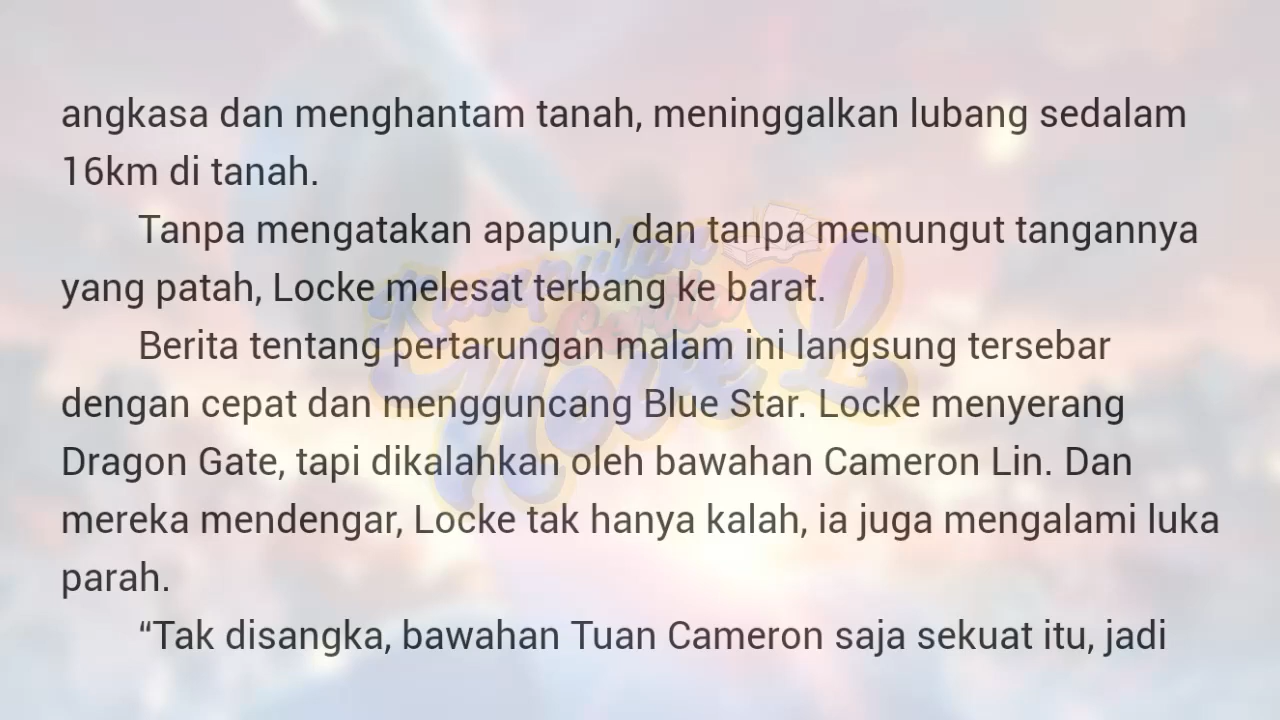 angkasa dan menghantam tanah, meninggalkan lubang sedalam
16km di tanah.
Tanpa mengatakan apapun, dan tanpa memungut tangannya
yang patah, Locke melesat terbang ke barat.
Berita tentang pertarungan malam ini langsung tersebar
dengan cepat dan mengguncang Blue Star. Locke menyerang
Dragon Gate, tapi dikalahkan oleh bawahan Cameron Lin. Dan
mereka mendengar, Locke tak hanya kalah, ia juga mengalami luka
parah.
“Tak disangka, bawahan Tuan Cameron saja sekuat itu, jadi
Kumpulan
Cerita
Novel